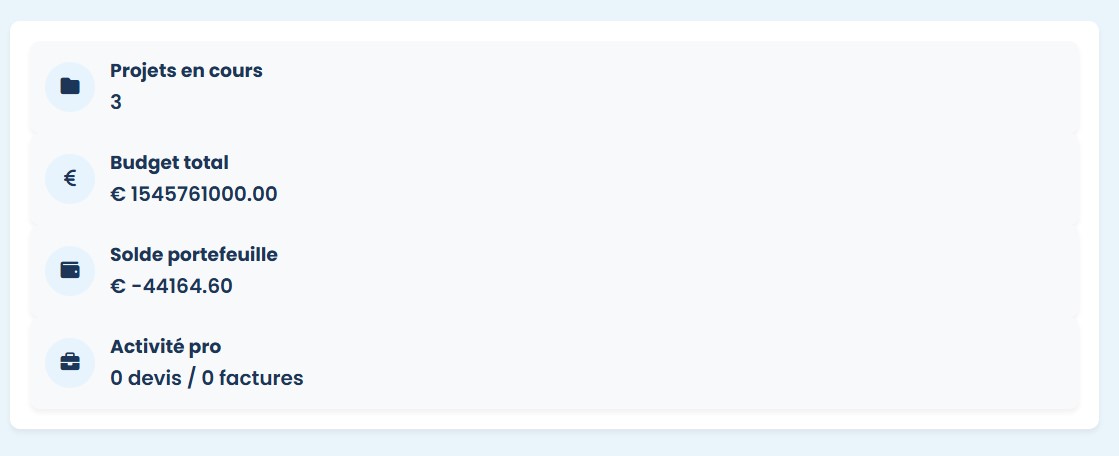 Projets en cours
3
Budget total
€ 1545761000.00
Solde portefeuille
€ -44164.60
Activité pro
0 devis / 0 factures